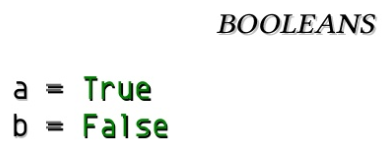 BOOLEANS
a = True
b = False